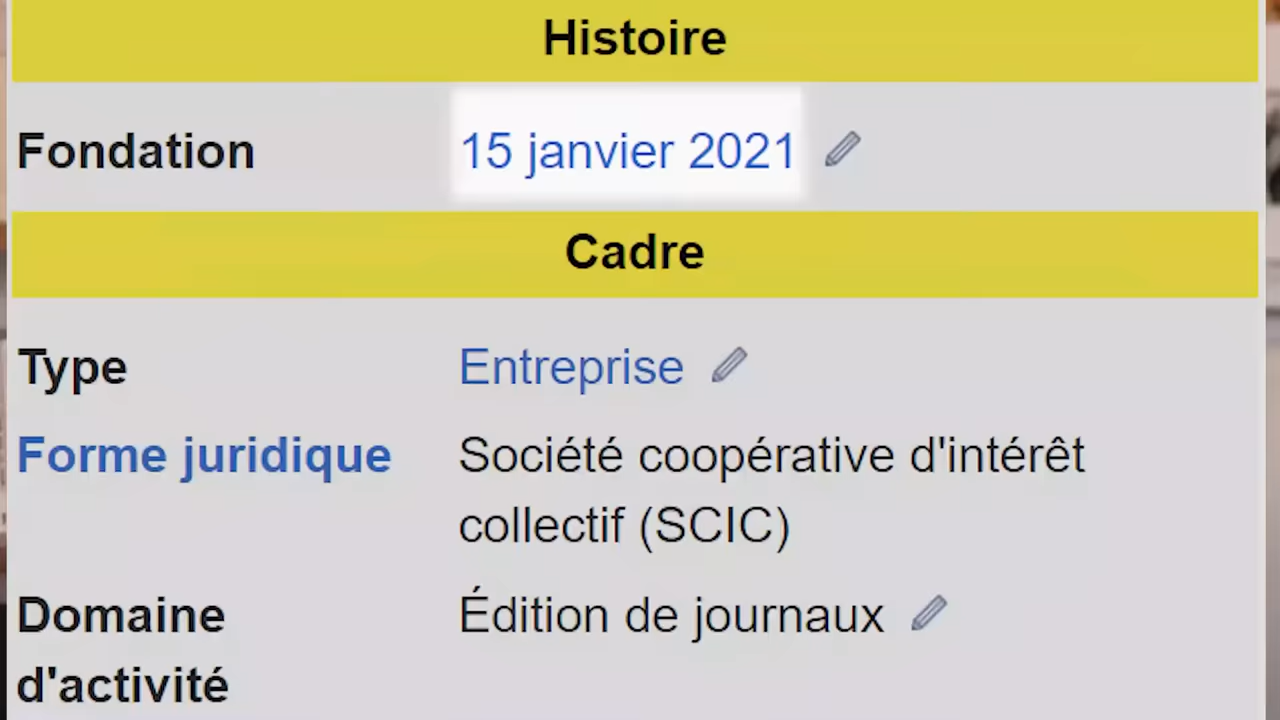 Histoire
Fondation 15 janvier 2021
Cadre
Type Entreprise
Forme juridique Société coopérative d'intérêt
collectif (SCIC)
Domaine Édition de journaux
d'activité